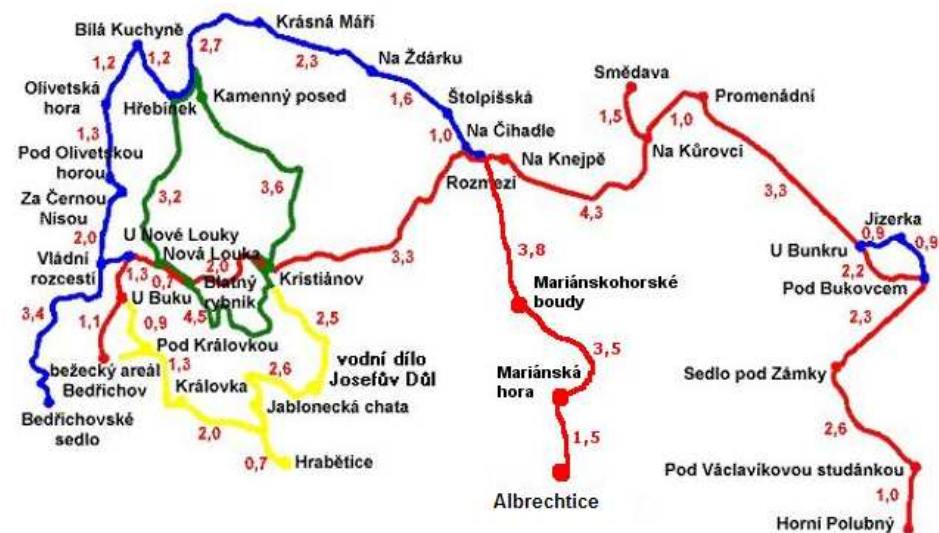 Krásná Máří
Bílá Kuchyně
2,7
1,2
1,2
2,3
Na Ždárku
Smědava
Olivetská
hora
Hřebínek
Kamenný posed
1,6
Štolpišská
1,5
1,0
Promenádní
1,3
1,0
Na Čihadle
Na Kůrovci
Pod Olivetskou
horou
Na Knejpě
Rozmezí
Za Černou
Nisou
3,2
3,6
4,3
3,3
Jizerka
2,0
U Nové Louky
0,9
0,9
Vládní
rozcestí
Nová Louka
3,3
3,8
U Bunkru
1,3
2,0
Kristiánov
0,7
Blatný
rybník
2,2
Pod Bukovcem
U Buku
Mariánskohorské
boudy
3,4
4,5
2,5
1,1
0,9
2,3
Pod Královkou
vodní dílo
Josefův Důl
1,3
2,6
3,5
bežecký areál
Bedřichov
Královka
Mariánská
hora
Sedlo pod Zámky
Jablonecká chata
Bedřichovské
sedlo
2,6
2,0
1,5
0,7
Hrabětice
Pod Václavíkovou studánkou
Albrechtice
1,0
Horní Polubný